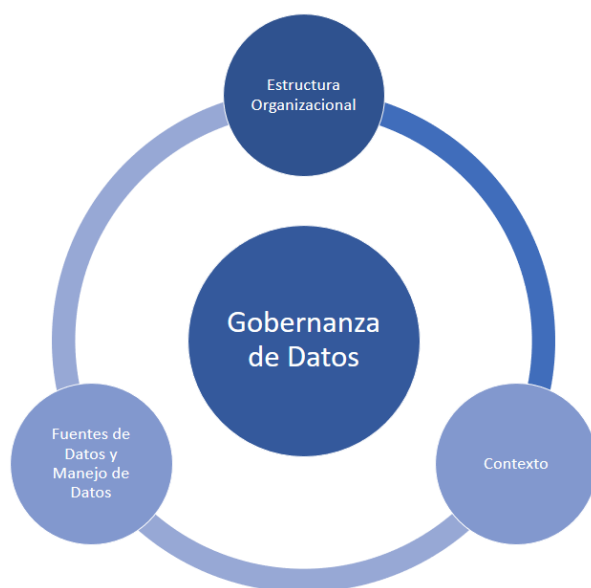 Estructura
Organizacional
Gobernanza
de Datos
Fuentes de
Datos y
Manejo de
Datos
Contexto